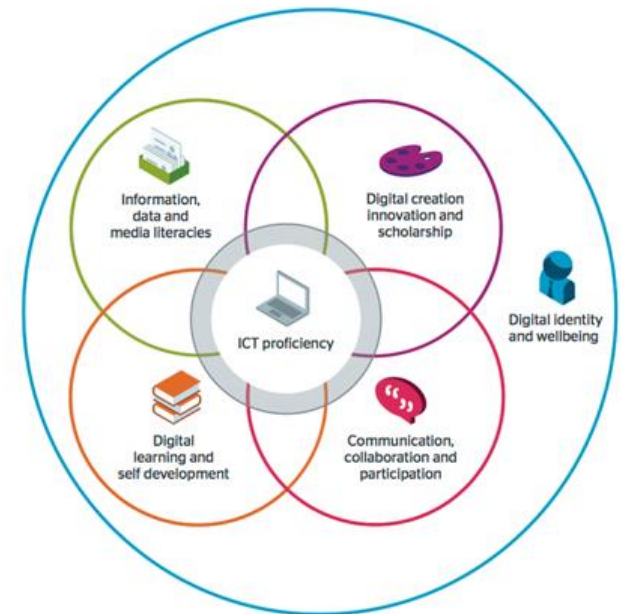 Information,
data and
media literacies
Digital creation
innovation and
scholarship
ICT proficiency
Digital identity
and wellbeing
Digital
learning and
self development
Communication,
collaboration and
participation